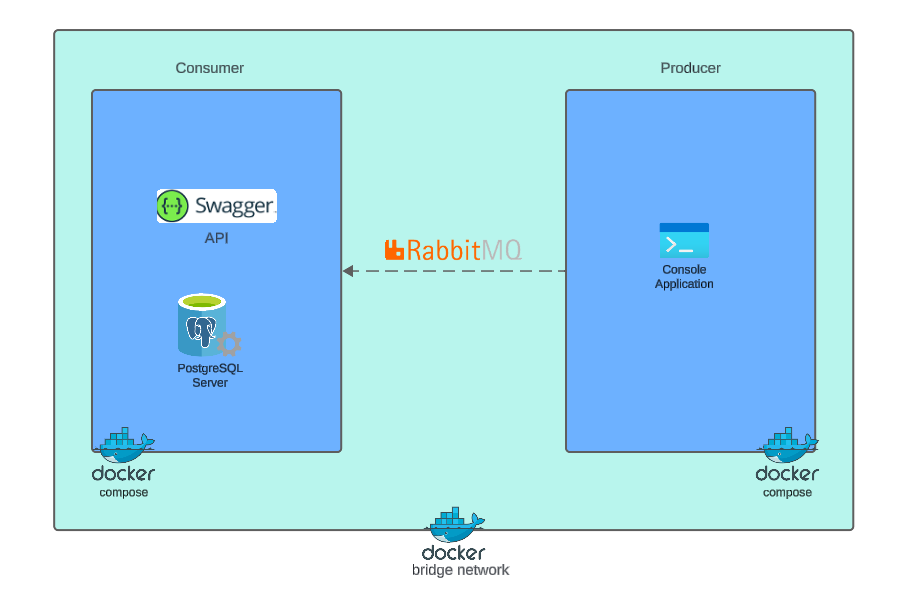 Consumer
Producer
{···} Swagger
API
RabbitMQ
>_
Console
Application
PostgreSQL
Server
docker
compose
docker
compose
docker
bridge network